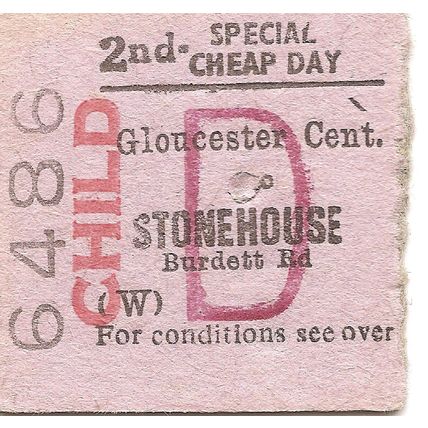 2nd-
SPECIAL
CHEAP DAY
Gloucester Cent.
STONEHOUSE
Burdett Rd
(W)
For conditions see over
CHILD
D
6486